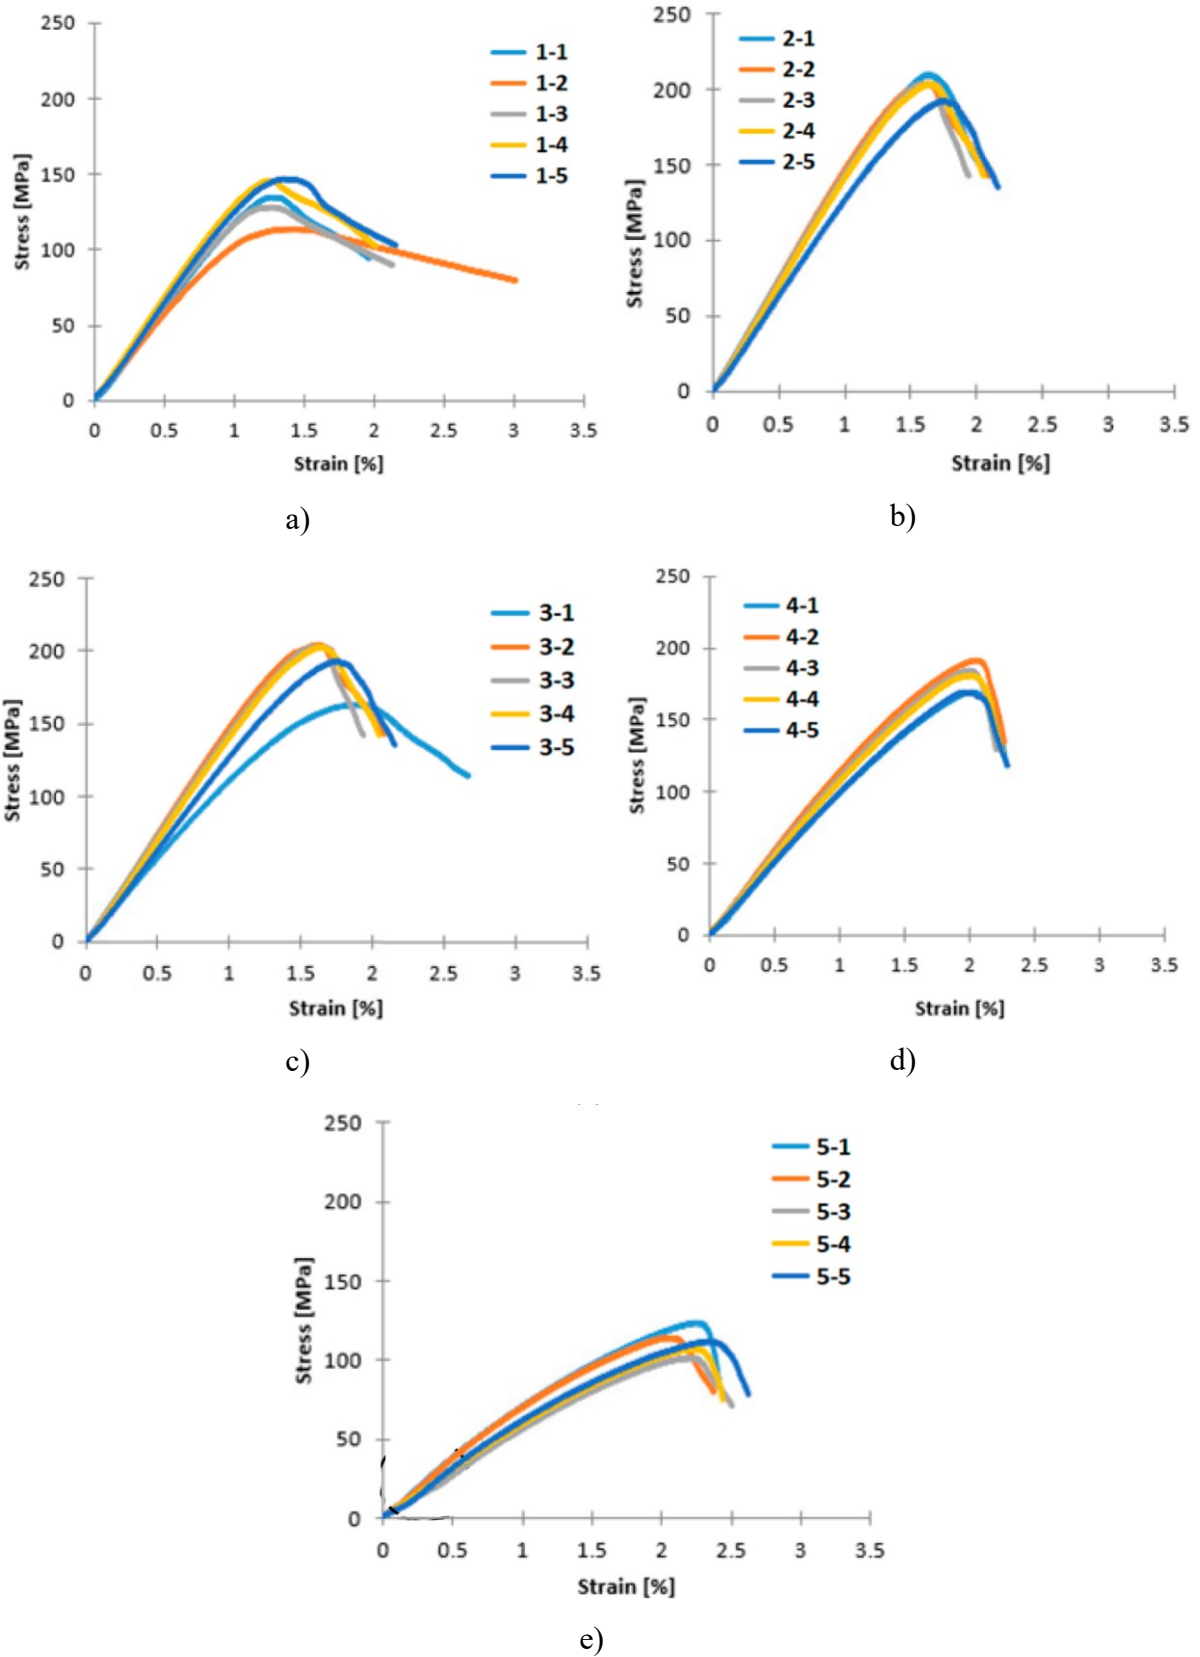 250
200
150
100
50
0
Stress [MPa]
0 0.5 1 1.5 2 2.5 3 3.5
Strain [%]
1-1
1-2
1-3
1-4
1-5
a)
250
200
150
100
50
0
Stress [MPa]
0 0.5 1 1.5 2 2.5 3 3.5
Strain [%]
2-1
2-2
2-3
2-4
2-5
b)
250
200
150
100
50
0
Stress [MPa]
0 0.5 1 1.5 2 2.5 3 3.5
Strain [%]
3-1
3-2
3-3
3-4
3-5
c)
250
200
150
100
50
0
Stress [MPa]
0 0.5 1 1.5 2 2.5 3 3.5
Strain [%]
4-1
4-2
4-3
4-4
4-5
d)
250
200
150
100
50
0
Stress [MPa]
0 0.5 1 1.5 2 2.5 3 3.5
Strain [%]
5-1
5-2
5-3
5-4
5-5
e)